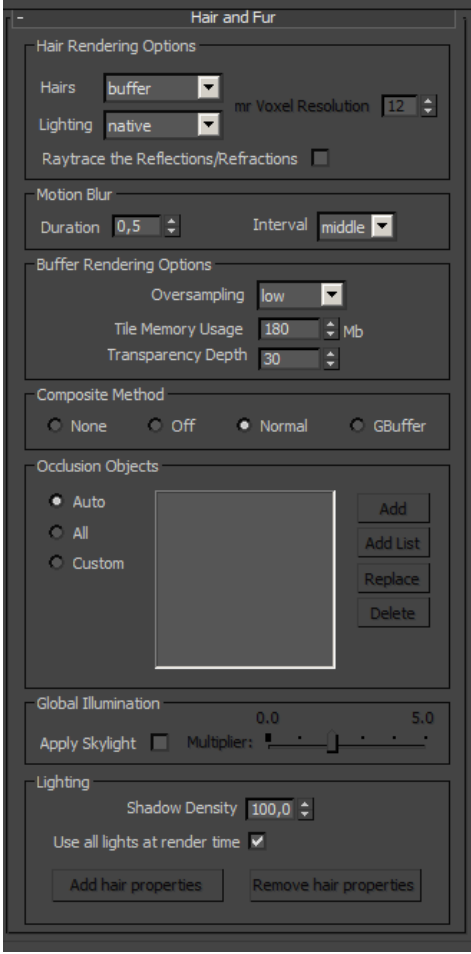 - Hair and Fur
Hair Rendering Options
Hairs buffer
mr Voxel Resolution 12
Lighting native
Raytrace the Reflections/Refractions
Motion Blur
Duration 0,5 Interval middle
Buffer Rendering Options
Oversampling low
Tile Memory Usage 180 Mb
Transparency Depth 30
Composite Method
None Off Normal GBuffer
Occlusion Objects
Auto
All
Custom
Add
Add List
Replace
Delete
Global Illumination
0.0 5.0
Apply Skylight Multiplier:
Lighting
Shadow Density 100,0
Use all lights at render time
Add hair properties Remove hair properties